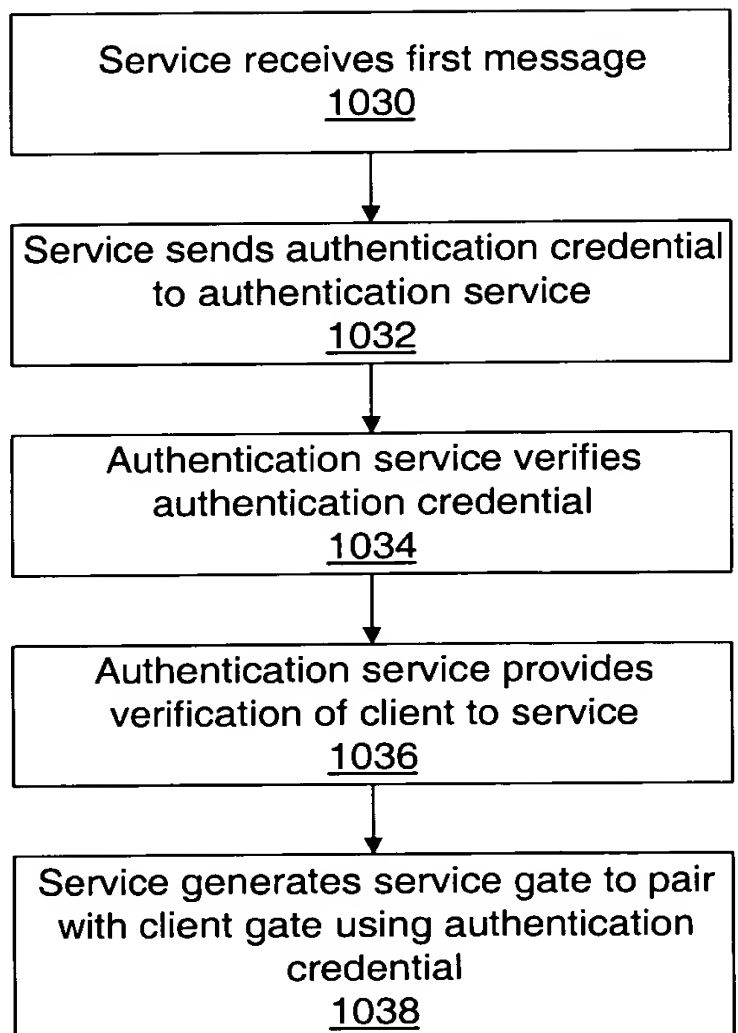 Service receives first message
1030
Service sends authentication credential
to authentication service
1032
Authentication service verifies
authentication credential
1034
Authentication service provides
verification of client to service
1036
Service generates service gate to pair
with client gate using authentication
credential
1038